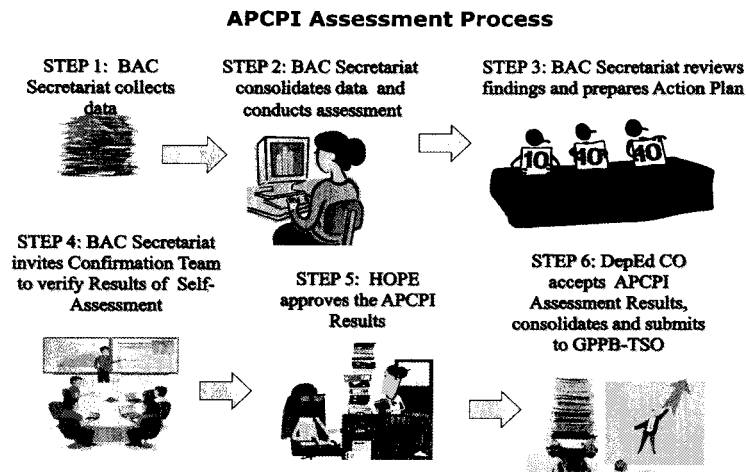 APCPI Assessment Process
STEP 1: BAC
Secretariat collects
data
STEP 2: BAC Secretariat
consolidates data and
conducts assessment
STEP 3: BAC Secretariat reviews
findings and prepares Action Plan
10 10 10
STEP 4: BAC Secretariat
invites Confirmation Team
to verify Results of Self-
Assessment
STEP 5: HOPE
approves the APCPI
Results
STEP 6: DepEd CO
accepts APCPI
Assessment Results,
consolidates and submits
to GPPB-TSO